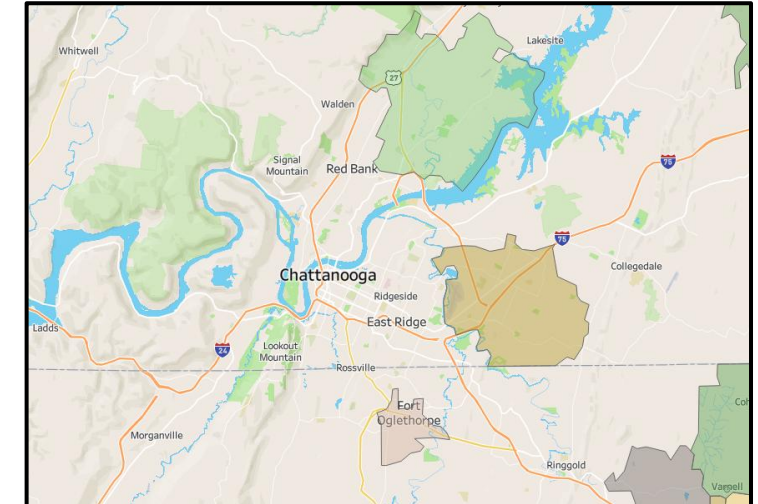 Lakesite
Whitwell
27
Walden
75
Signal
Mountain
Red Bank
75
Collegedale
Chattanooga
Ridgeside
East Ridge
Ladds
24
Lookout
Mountain
Rossville
Fort
Oglethorpe
Coh
Morganville
Ringgold
Varnell